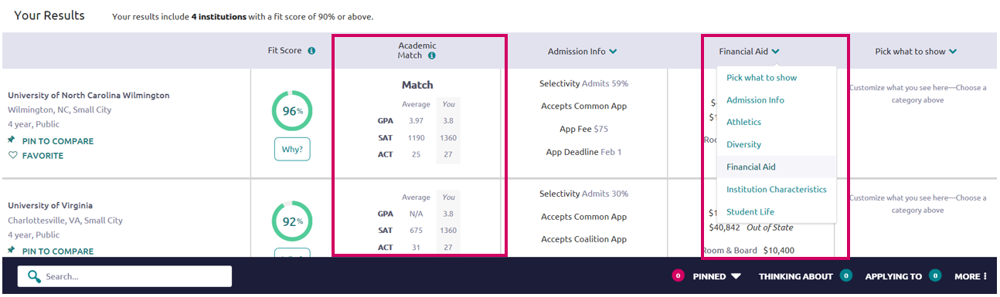 Your Results Your results include 4 institutions with a fit score of 90% or above.
Fit Score Academic Match Admission Info Financial Aid Pick what to show
University of North Carolina Wilmington
Wilmington, NC, Small City
4 year, Public
PIN TO COMPARE
FAVORITE
96%
Why?
Match
Average You
GPA 3.97 3.8
SAT 1190 1360
ACT 25 27
Selectivity Admits 59%
Accepts Common App
App Fee $75
App Deadline Feb 1
Pick what to show
Admission Info
Athletics
Diversity
Financial Aid
Institution Characteristics
Student Life
Customize what you see here—Choose a
category above
University of Virginia
Charlottesville, VA, Small City
4 year, Public
PIN TO COMPARE
92%
Average You
GPA N/A 3.8
SAT 675 1360
ACT 31 27
Selectivity Admits 30%
Accepts Common App
Accepts Coalition App
$40,842 Out of State
Room & Board $10,400
Customize what you see here—Choose a
category above
Search... 0 PINNED THINKING ABOUT 0 APPLYING TO 0 MORE